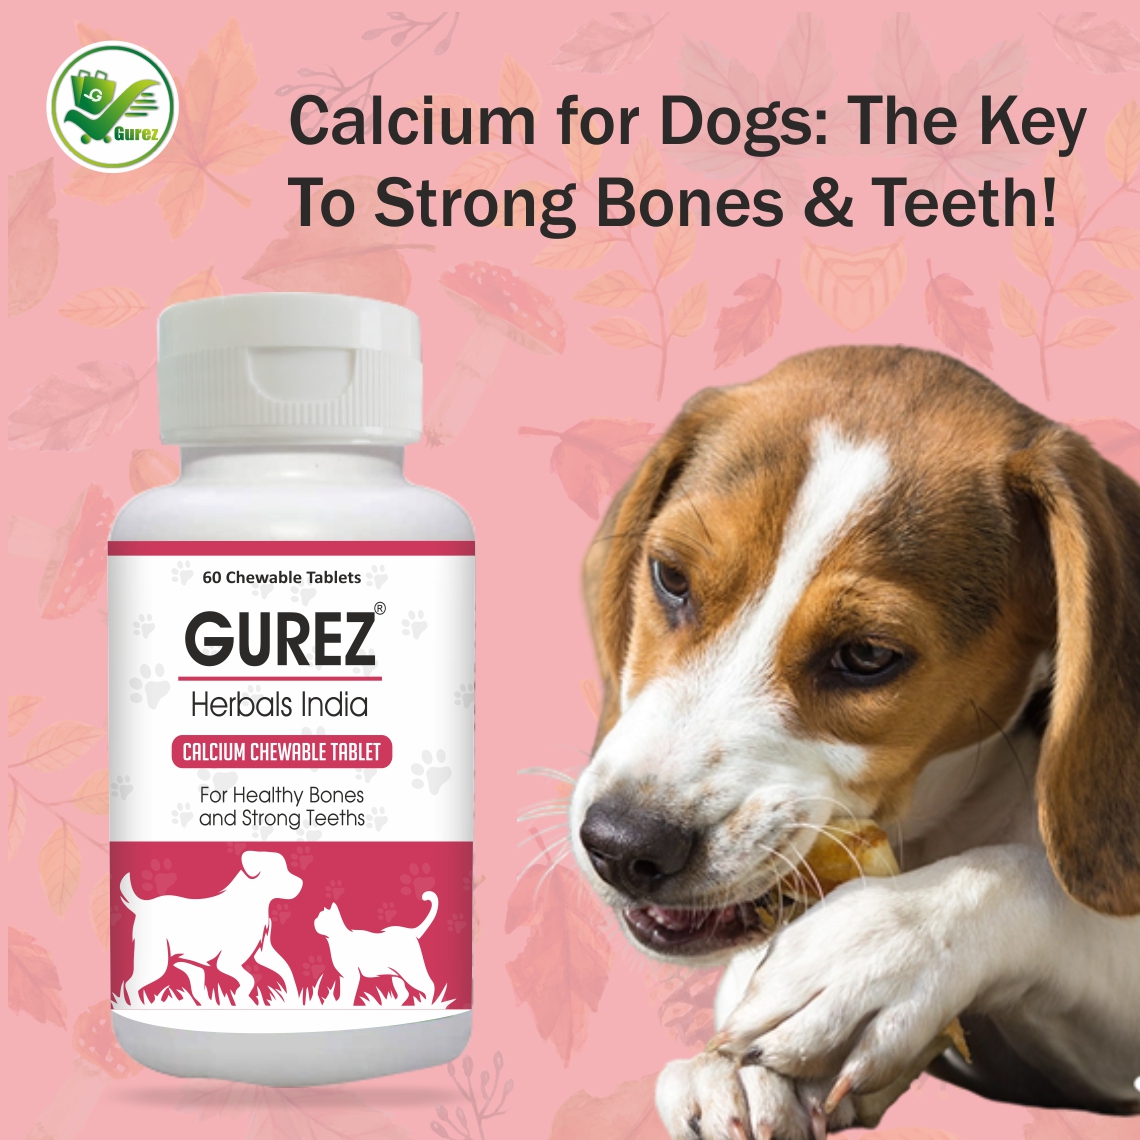 Gurez
Calcium for Dogs: The Key
To Strong Bones & Teeth!
60 Chewable Tablets
GUREZ®
Herbals India
CALCIUM CHEWABLE TABLET
For Healthy Bones
and Strong Teeths